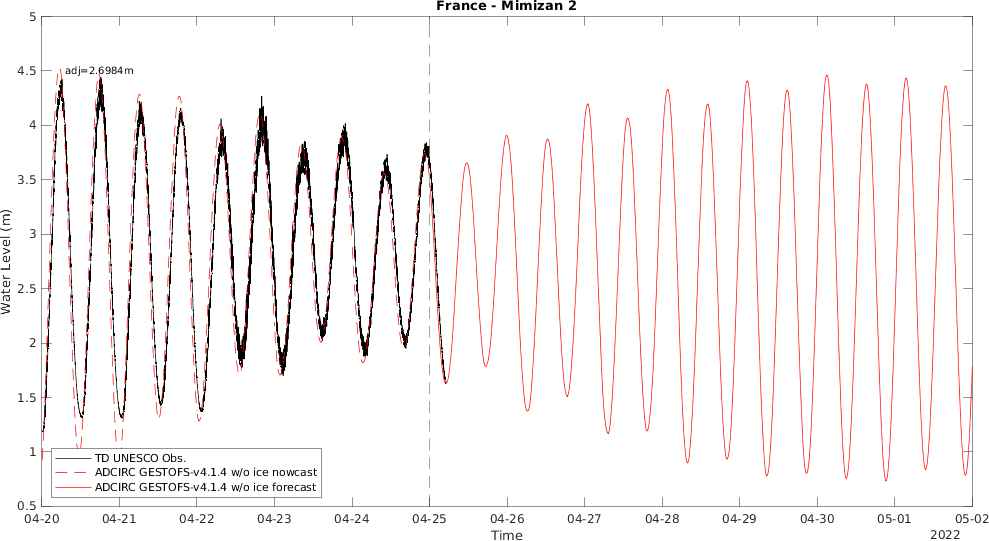 France - Mimizan 2
adj=2.6984m
Water Level (m)
5
4.5
4
3.5
3
2.5
2
1.5
1
0.5
TD UNESCO Obs.
ADCIRC GESTOFS-v4.1.4 w/o ice nowcast
ADCIRC GESTOFS-v4.1.4 w/o ice forecast
04-20 04-21 04-22 04-23 04-24 04-25 04-26 04-27 04-28 04-29 04-30 05-01 05-02
Time
2022